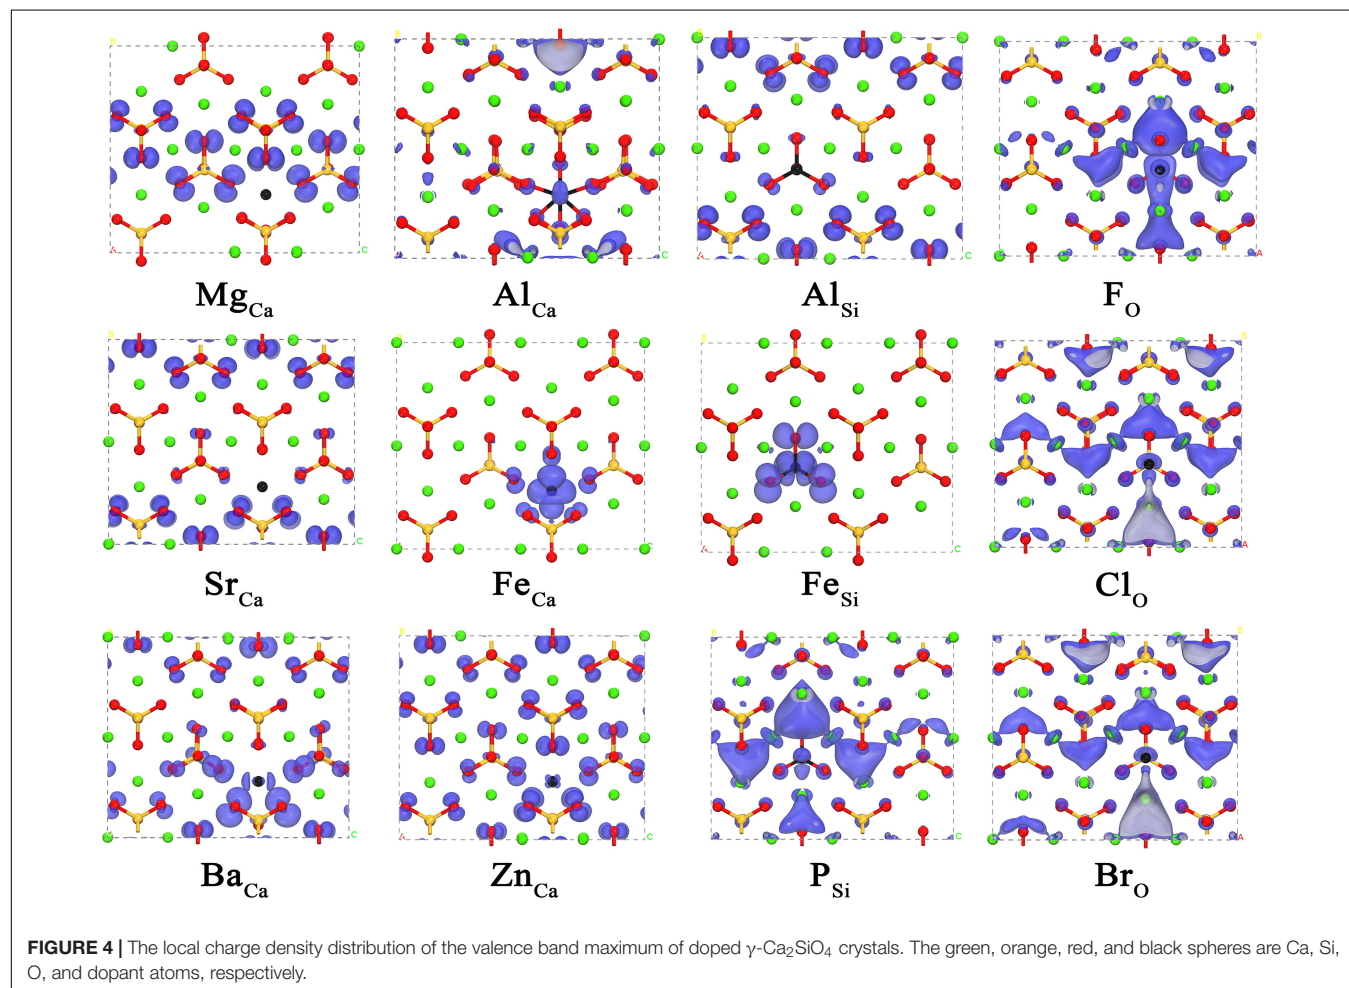 Mg_Ca Al_Ca Al_Si F_O
Sr_Ca Fe_Ca Fe_Si Cl_O
Ba_Ca Zn_Ca P_Si Br_O
FIGURE 4 | The local charge density distribution of the valence band maximum of doped γ-Ca₂SiO₄ crystals. The green, orange, red, and black spheres are Ca, Si,
O, and dopant atoms, respectively.